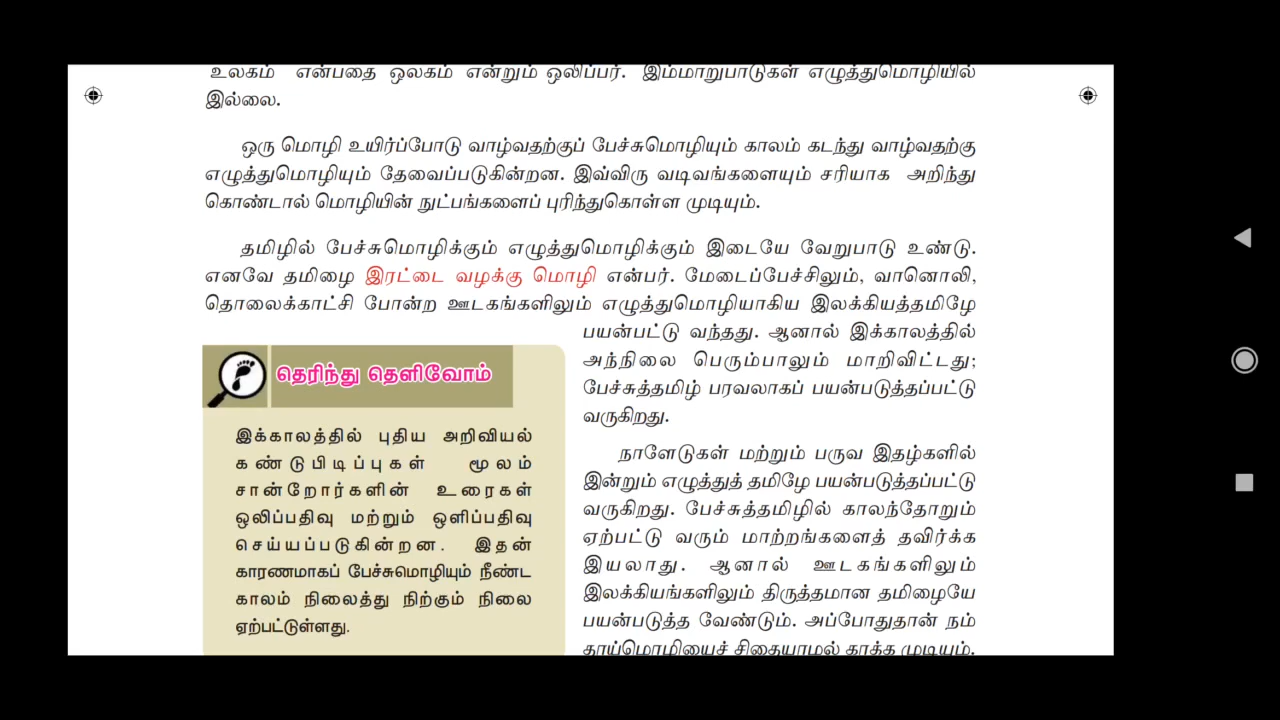 உலகம் என்பதை ஒலகம் என்றும் ஒலிப்பர். இம்மாறுபாடுகள் எழுத்துமொழியில்
இல்லை.
ஒரு மொழி உயிர்ப்போடு வாழ்வதற்குப் பேச்சுமொழியும் காலம் கடந்து வாழ்வதற்கு
எழுத்துமொழியும் தேவைப்படுகின்றன. இவ்விரு வடிவங்களையும் சரியாக அறிந்து
கொண்டால் மொழியின் நுட்பங்களைப் புரிந்துகொள்ள முடியும்.
தமிழில் பேச்சுமொழிக்கும் எழுத்துமொழிக்கும் இடையே வேறுபாடு உண்டு.
எனவே தமிழை இரட்டை வழக்கு மொழி என்பர். மேடைப்பேச்சிலும், வானொலி,
தொலைக்காட்சி போன்ற ஊடகங்களிலும் எழுத்துமொழியாகிய இலக்கியத்தமிழே
பயன்பட்டு வந்தது. ஆனால் இக்காலத்தில்
அந்நிலை பெரும்பாலும் மாறிவிட்டது;
பேச்சுத்தமிழ் பரவலாகப் பயன்படுத்தப்பட்டு
வருகிறது.
நாளேடுகள் மற்றும் பருவ இதழ்களில்
இன்றும் எழுத்துத் தமிழே பயன்படுத்தப்பட்டு
வருகிறது. பேச்சுத்தமிழில் காலந்தோறும்
ஏற்பட்டு வரும் மாற்றங்களைத் தவிர்க்க
இயலாது. ஆனால் ஊடகங்களிலும்
இலக்கியங்களிலும் திருத்தமான தமிழையே
பயன்படுத்த வேண்டும். அப்போதுதான் நம்
தாய்மொழியைச் சிதையாமல் காக்க முடியும்.
தெரிந்து தெளிவோம்
இக்காலத்தில் புதிய அறிவியல்
கண்டுபிடிப்புகள் மூலம்
சான்றோர்களின் உரைகள்
ஒலிப்பதிவு மற்றும் ஒளிப்பதிவு
செய்யப்படுகின்றன. இதன்
காரணமாகப் பேச்சுமொழியும் நீண்ட
காலம் நிலைத்து நிற்கும் நிலை
ஏற்பட்டுள்ளது.